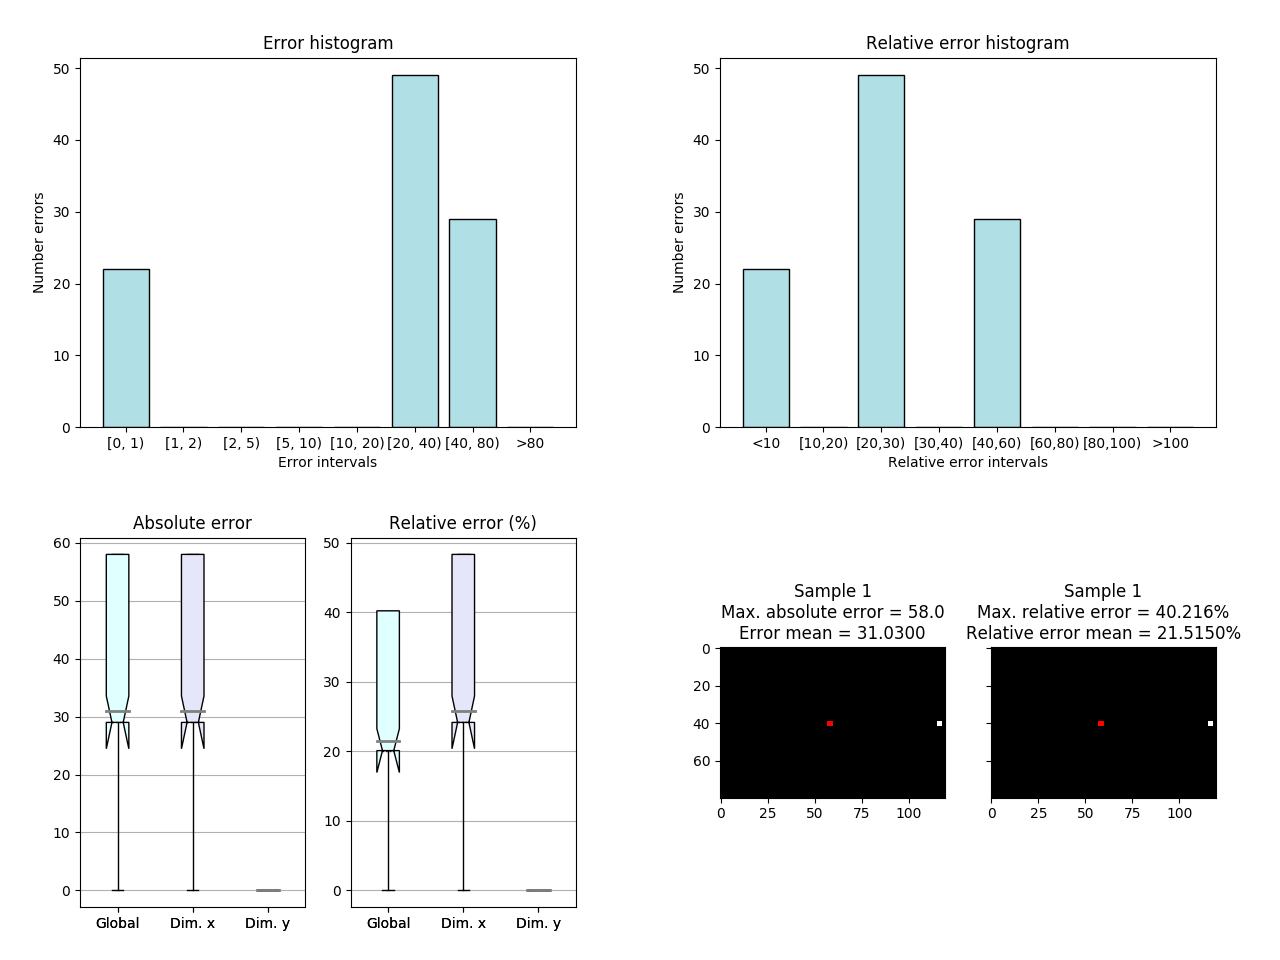 Error histogram
50
40
30
20
10
0
Number errors
[0, 1) [1, 2) [2, 5) [5, 10) [10, 20) [20, 40) [40, 80) >80
Error intervals
Relative error histogram
50
40
30
20
10
0
Number errors
<10 [10,20) [20,30) [30,40) [40,60) [60,80) [80,100) >100
Relative error intervals
Absolute error
60
50
40
30
20
10
0
Global Dim. x Dim. y
Relative error (%)
50
40
30
20
10
0
Global Dim. x Dim. y
Sample 1
Max. absolute error = 58.0
Error mean = 31.0300
0
20
40
60
0 25 50 75 100
Sample 1
Max. relative error = 40.216%
Relative error mean = 21.5150%
0 25 50 75 100